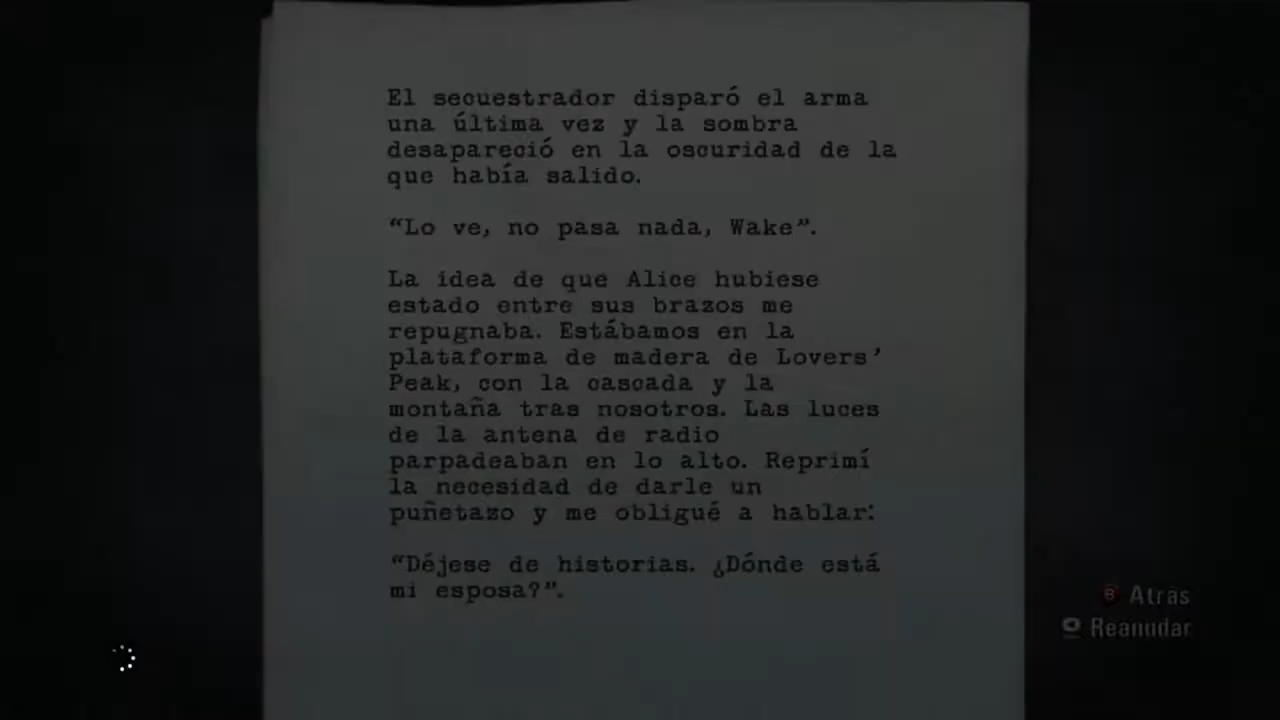 El secuestrador disparó el arma
una última vez y la sombra
desapareció en la oscuridad de la
que había salido.
“Lo ve, no pasa nada, Wake”.
La idea de que Alice hubiese
estado entre sus brazos me
repugnaba. Estábamos en la
plataforma de madera de Lovers’
Peak, con la cascada y la
montaña tras nosotros. Las luces
de la antena de radio
parpadeaban en lo alto. Reprimí
la necesidad de darle un
puñetazo y me obligué a hablar:
“Déjese de historias. ¿Dónde está
mi esposa?”.
B Atrás
Reanudar